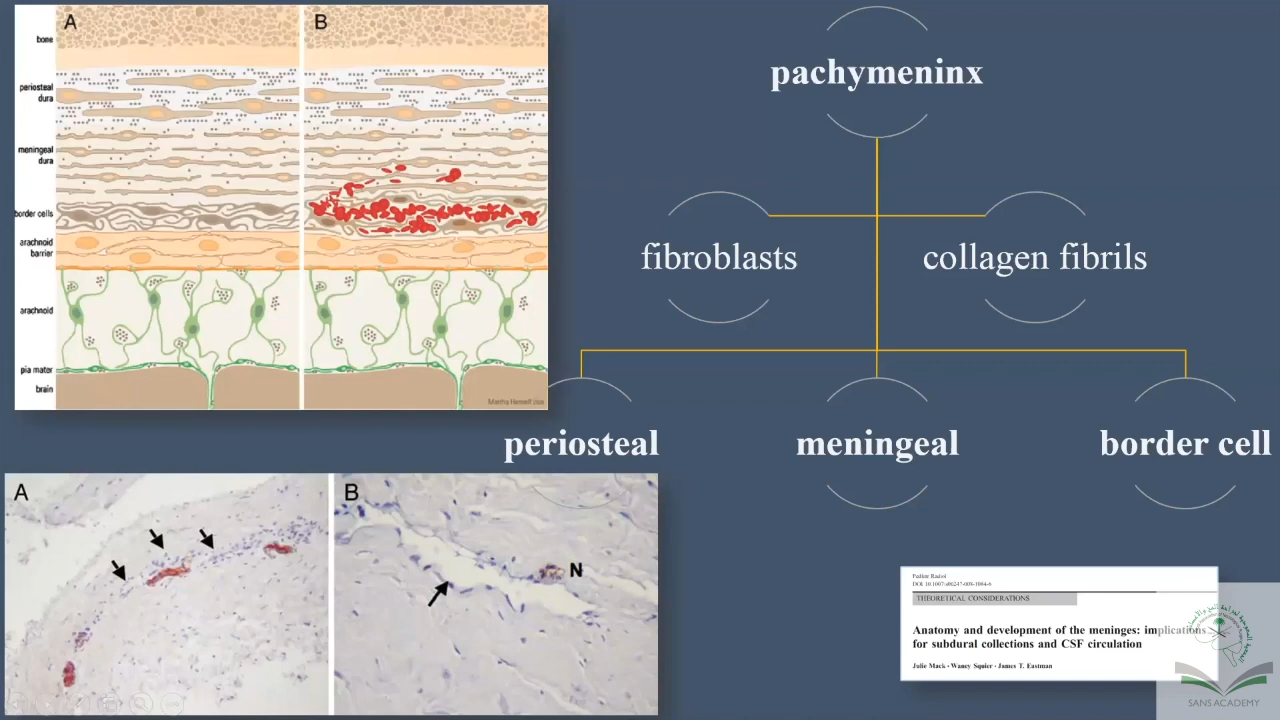 A
B
bone
periosteal
dura
meningeal
dura
border cells
arachnoid
barrier
arachnoid
pia mater
brain
pachymeninx
fibroblasts
collagen fibrils
periosteal
meningeal
border cell
A
B
N
Pediatr Radiol
THEORETICAL CONSIDERATIONS
Anatomy and development of the meninges: implications
for subdural collections and CSF circulation
Julie Mack · Waney Squier · James T. Eastman
SANS ACADEMY